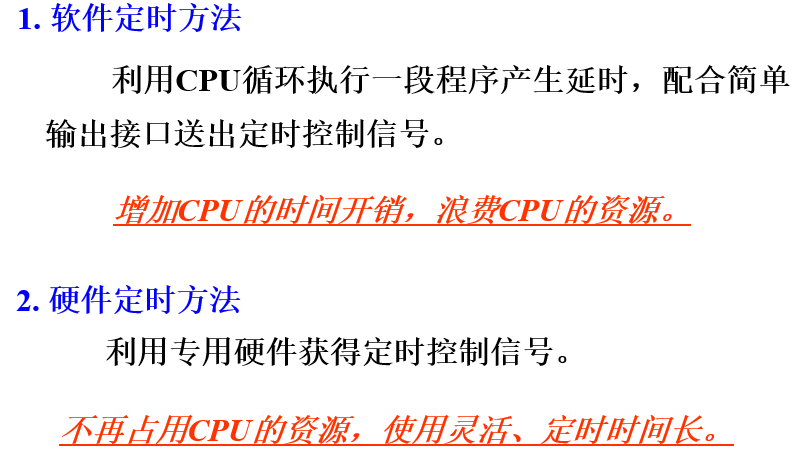 1. 软件定时方法
利用CPU循环执行一段程序产生延时，配合简单
输出接口送出定时控制信号。
增加CPU的时间开销，浪费CPU的资源。
2. 硬件定时方法
利用专用硬件获得定时控制信号。
不再占用CPU的资源，使用灵活、定时时间长。